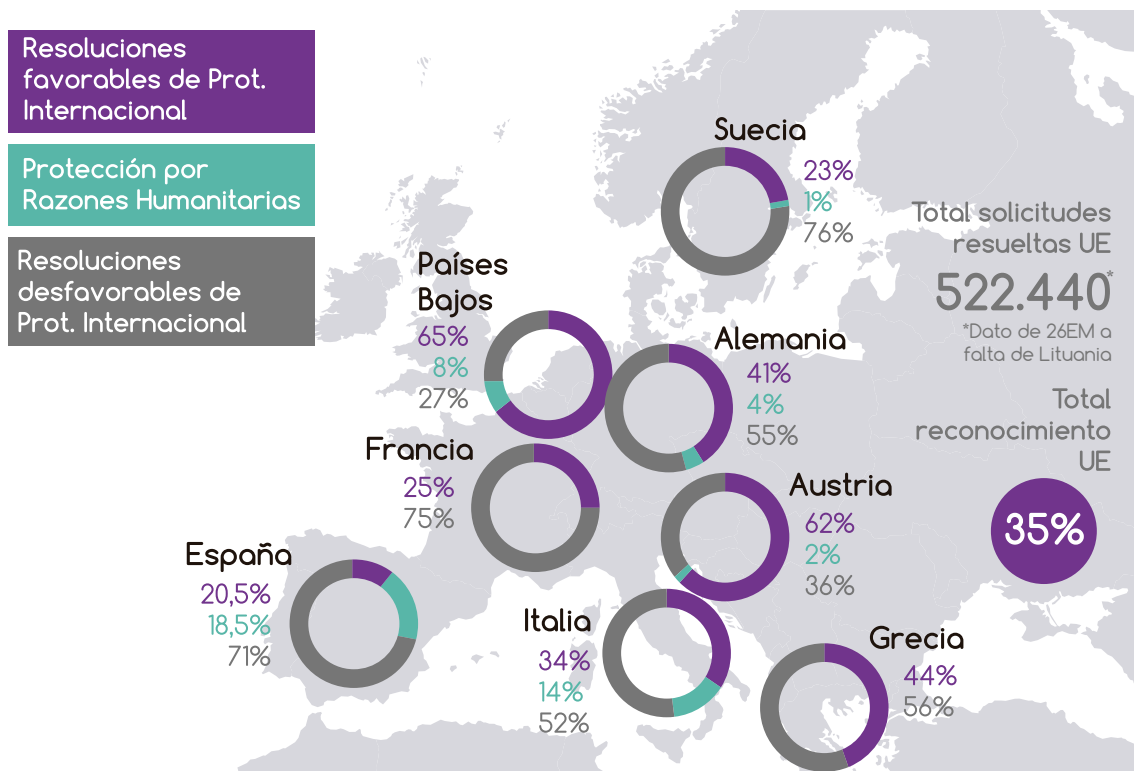 Resoluciones
favorables de Prot.
Internacional
Protección por
Razones Humanitarias
Resoluciones
desfavorables de
Prot. Internacional
Suecia
23%
1%
76%
Total solicitudes
resueltas UE
522.440*
*Dato de 26EM a
falta de Lituania
Países
Bajos
65%
8%
27%
Alemania
41%
4%
55%
Total
reconocimiento
UE
35%
Francia
25%
75%
Austria
62%
2%
36%
España
20,5%
18,5%
71%
Italia
34%
14%
52%
Grecia
44%
56%